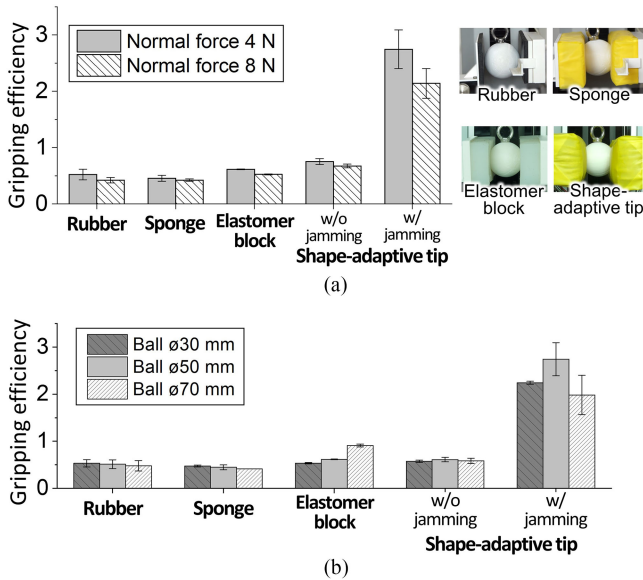 Gripping efficiency
3
2
1
0
Normal force 4 N
Normal force 8 N
Rubber
Sponge
Elastomer
block
w/o
jamming
w/
jamming
Shape-adaptive tip
Rubber
Sponge
Elastomer
block
Shape-
adaptive tip
(a)
Gripping efficiency
3
2
1
0
Ball ø30 mm
Ball ø50 mm
Ball ø70 mm
Rubber
Sponge
Elastomer
block
w/o
jamming
w/
jamming
Shape-adaptive tip
(b)